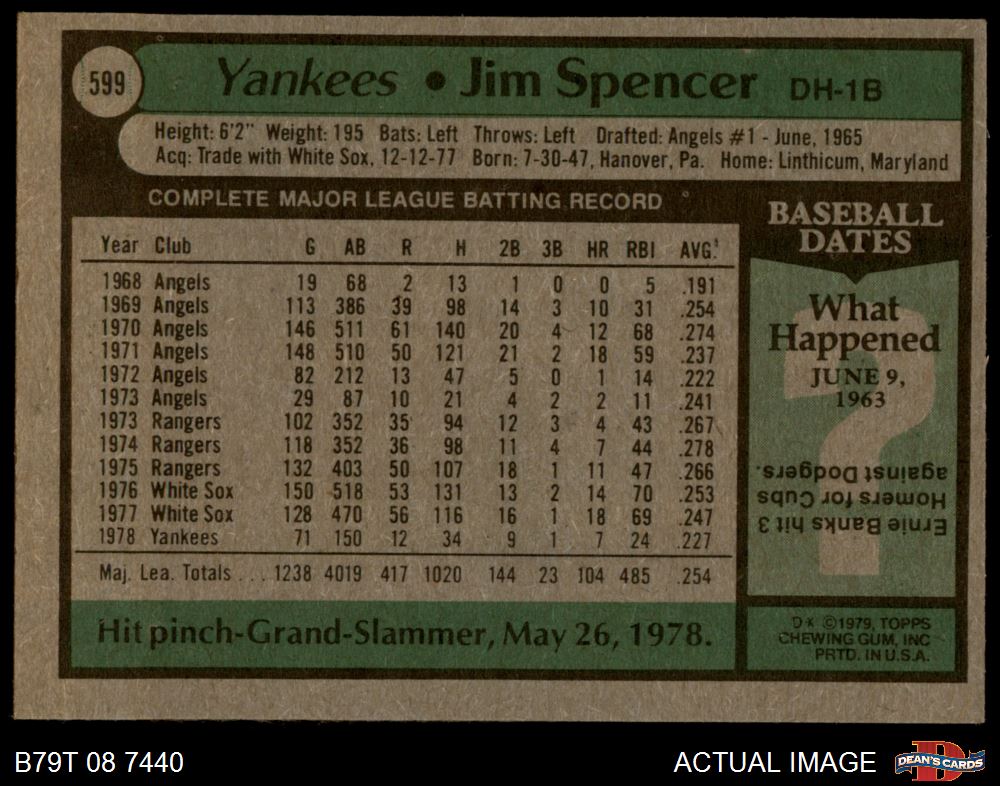 599
Yankees • Jim Spencer DH-1B
Height: 6'2" Weight: 195 Bats: Left Throws: Left Drafted: Angels #1 - June, 1965
Acq: Trade with White Sox, 12-12-77 Born: 7-30-47, Hanover, Pa. Home: Linthicum, Maryland
COMPLETE MAJOR LEAGUE BATTING RECORD
Year Club G AB R H 2B 3B HR RBI AVG.
1968 Angels 19 68 2 13 1 0 0 5 .191
1969 Angels 113 386 39 98 14 3 10 31 .254
1970 Angels 146 511 61 140 20 4 12 68 .274
1971 Angels 148 510 50 121 21 2 18 59 .237
1972 Angels 82 212 13 47 5 0 1 14 .222
1973 Angels 29 87 10 21 4 2 2 11 .241
1973 Rangers 102 352 35 94 12 3 4 43 .267
1974 Rangers 118 352 36 98 11 4 7 44 .278
1975 Rangers 132 403 50 107 18 1 11 47 .266
1976 White Sox 150 518 53 131 13 2 14 70 .253
1977 White Sox 128 470 56 116 16 1 18 69 .247
1978 Yankees 71 150 12 34 9 1 7 24 .227
Maj. Lea. Totals ... 1238 4019 417 1020 144 23 104 485 .254
Hit pinch-Grand-Slammer, May 26, 1978.
BASEBALL
DATES
What
Happened
JUNE 9,
1963
?
Ernie Banks hit 3
Homers for Cubs
against Dodgers.
D* ©1979, TOPPS
CHEWING GUM, INC
PRTD. IN U.S.A.
B79T 08 7440
ACTUAL IMAGE
D
DEAN'S CARDS